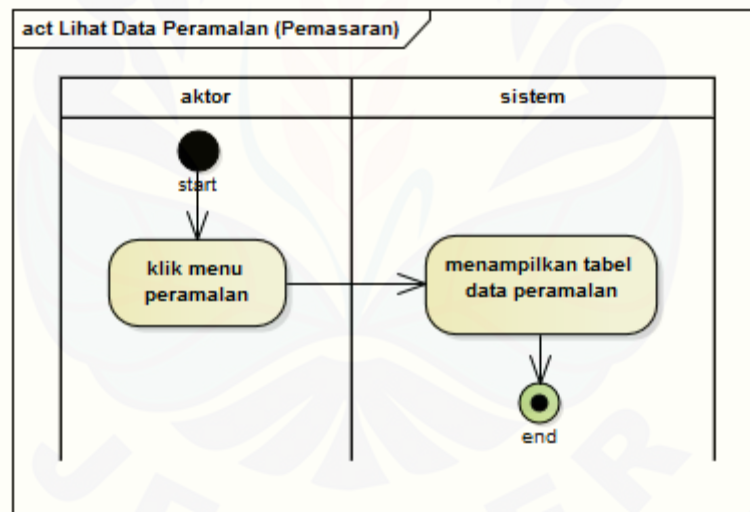 act Lihat Data Peramalan (Pemasaran)
aktor
sistem
start
klik menu
peramalan
menampilkan tabel
data peramalan
end